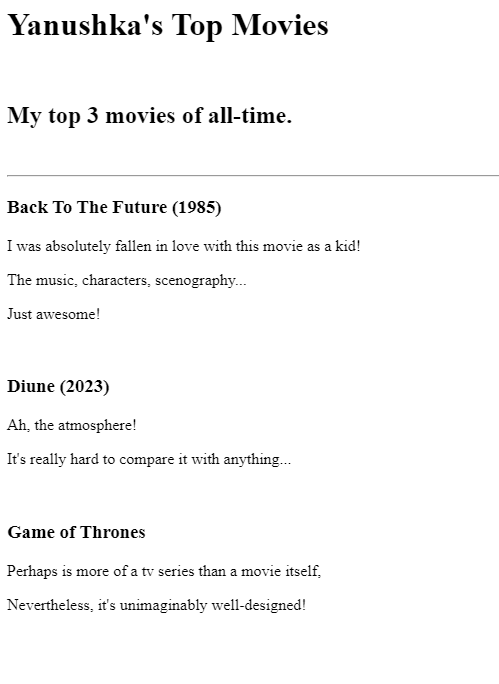 Yanushka's Top Movies
My top 3 movies of all-time.
Back To The Future (1985)
I was absolutely fallen in love with this movie as a kid!
The music, characters, scenography...
Just awesome!
Diune (2023)
Ah, the atmosphere!
It's really hard to compare it with anything...
Game of Thrones
Perhaps is more of a tv series than a movie itself,
Nevertheless, it's unimaginably well-designed!